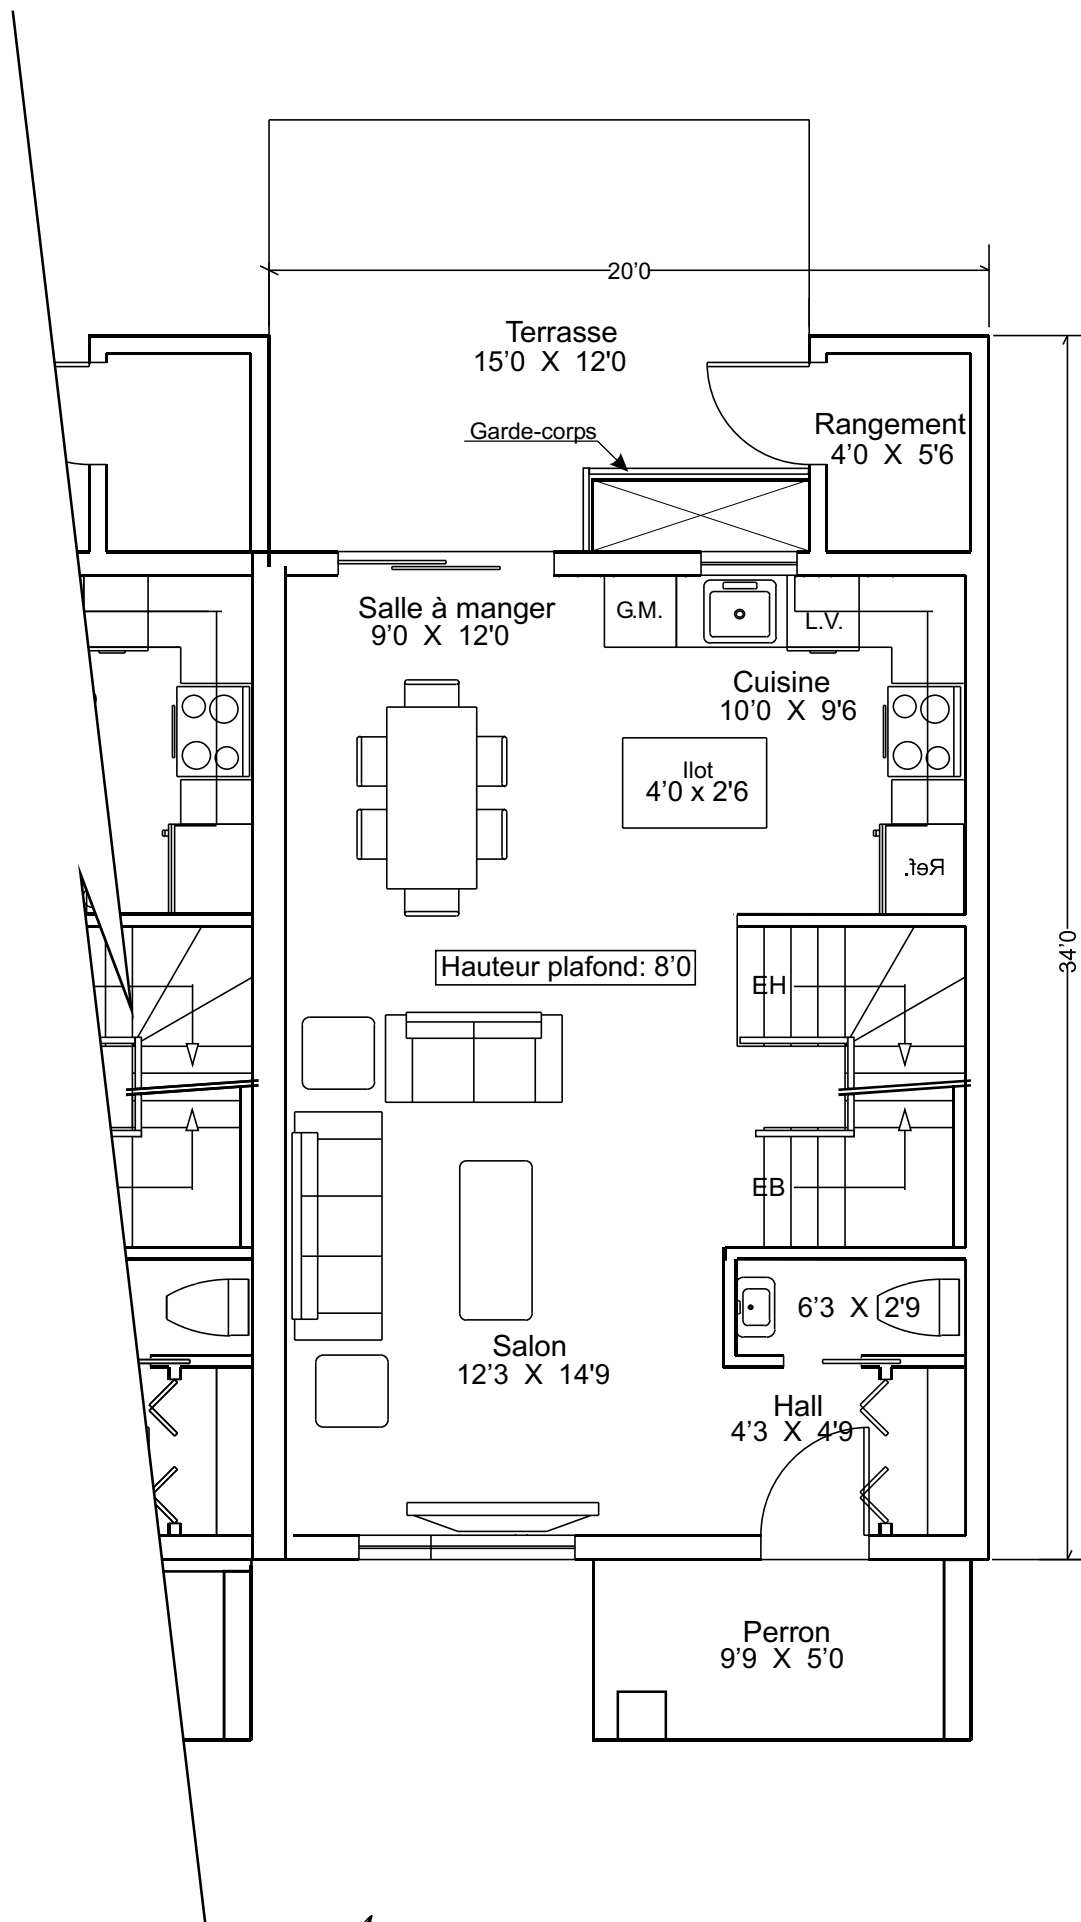 20'0
Terrasse
15'0 X 12'0
Garde-corps
Rangement
4'0 X 5'6
Salle à manger
9'0 X 12'0
G.M.
L.V.
Cuisine
10'0 X 9'6
Ilot
4'0 x 2'6
Ref.
Hauteur plafond: 8'0
34'0
EH
EB
6'3 X 2'9
Salon
12'3 X 14'9
Hall
4'3 X 4'9
Perron
9'9 X 5'0